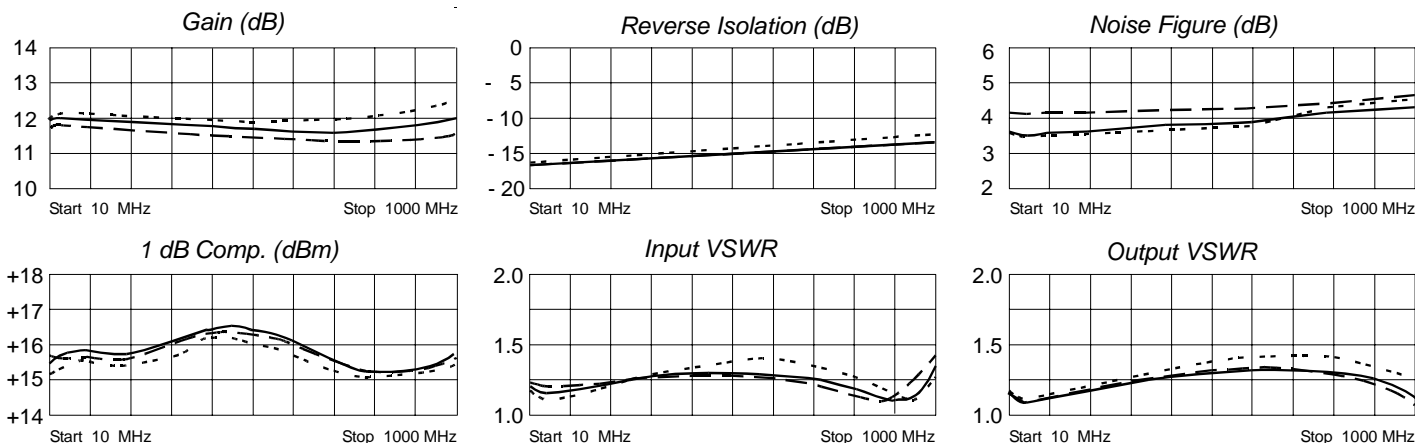 Gain (dB)
14
13
12
11
10
Start 10 MHz
Stop 1000 MHz
Reverse Isolation (dB)
0
- 5
- 10
- 15
- 20
Start 10 MHz
Stop 1000 MHz
Noise Figure (dB)
6
5
4
3
2
Start 10 MHz
Stop 1000 MHz
1 dB Comp. (dBm)
+18
+17
+16
+15
+14
Start 10 MHz
Stop 1000 MHz
Input VSWR
2.0
1.5
1.0
Start 10 MHz
Stop 1000 MHz
Output VSWR
2.0
1.5
1.0
Start 10 MHz
Stop 1000 MHz